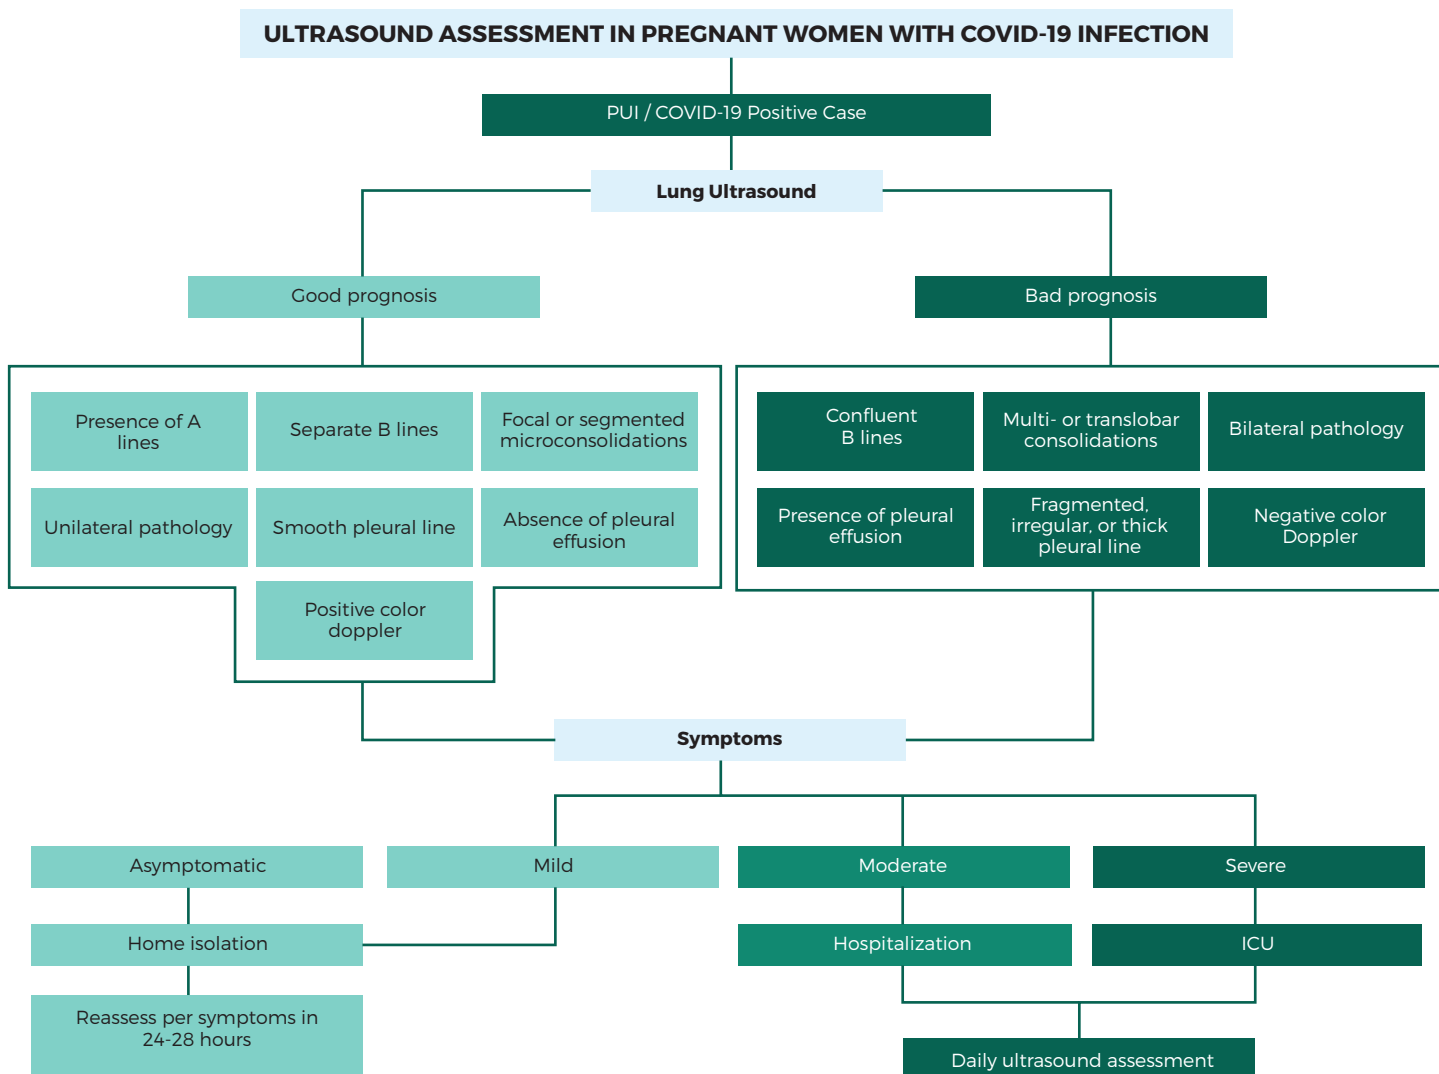 ULTRASOUND ASSESSMENT IN PREGNANT WOMEN WITH COVID-19 INFECTION
PUI / COVID-19 Positive Case
Lung Ultrasound
Good prognosis
Bad prognosis
Presence of A
lines
Separate B lines
Focal or segmented
microconsolidations
Unilateral pathology
Smooth pleural line
Absence of pleural
effusion
Positive color
doppler
Confluent
B lines
Multi- or translobar
consolidations
Bilateral pathology
Presence of pleural
effusion
Fragmented,
irregular, or thick
pleural line
Negative color
Doppler
Symptoms
Asymptomatic
Mild
Moderate
Severe
Home isolation
Hospitalization
ICU
Reassess per symptoms in
24-28 hours
Daily ultrasound assessment